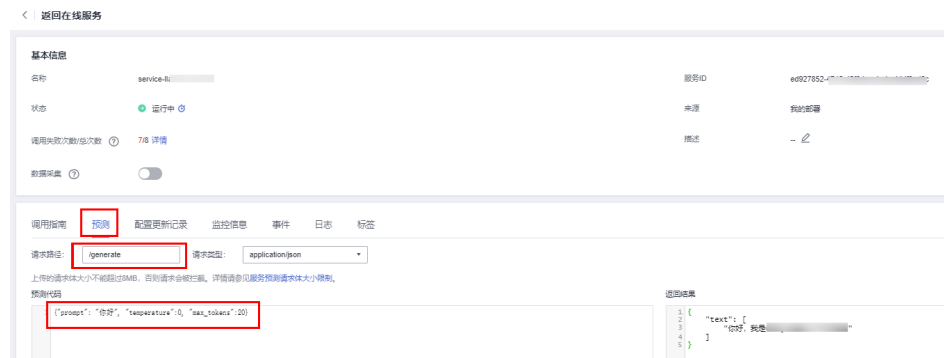 返回在线服务
基本信息
名称 service-ll
服务ID ed927852-
状态 运行中
来源 我的部署
调用失败次数/总次数 ? 7/8 详情
描述 --
数据采集 ?
调用指南 预测 配置更新记录 监控信息 事件 日志 标签
请求路径: /generate 请求类型: application/json
上传的请求体大小不能超过8MB，否则请求会被拦截。详情请参见服务预测请求体大小限制。
预测代码
返回结果
{"prompt": "你好", "temperature":0, "max_tokens":20}
1 {
2 "text": [
3 "你好，我是 "
4 ]
5 }